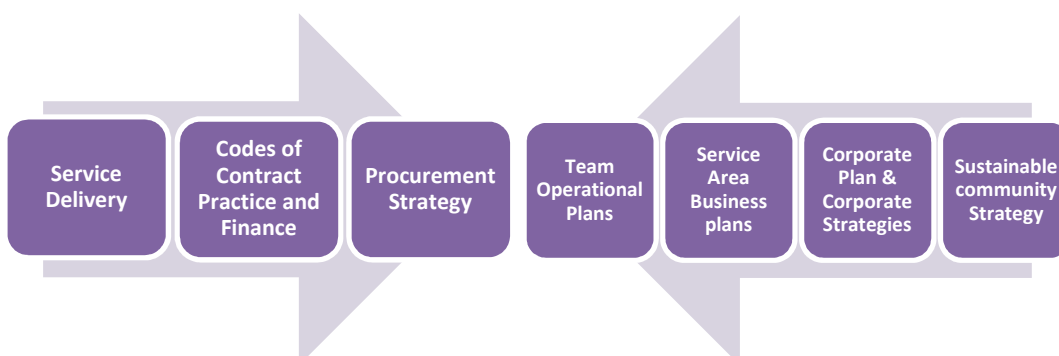 Service
Delivery
Codes of
Contract
Practice and
Finance
Procurement
Strategy
Team
Operational
Plans
Service
Area
Business
plans
Corporate
Plan &
Corporate
Strategies
Sustainable
community
Strategy